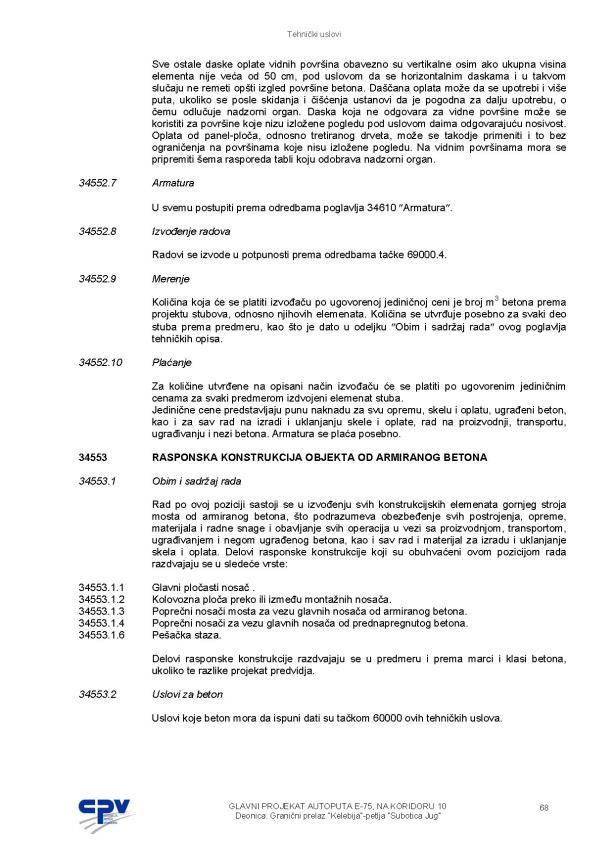 Tehnički uslovi
Sve ostale daske oplate vidnih površina obavezno su vertikalne osim ako ukupna visina
elementa nije veća od 50 cm, pod uslovom da se horizontalnim daskama i u takvom
slučaju ne remeti opšti izgled površine betona. Daščana oplata može da se upotrebi i više
puta, ukoliko se posle skidanja i čišćenja ustanovi da je pogodna za dalju upotrebu, o
čemu odlučuje nadzorni organ. Daska koja ne odgovara za vidne površine može se
koristiti za površine koje nizu izložene pogledu pod uslovom daima odgovarajuću nosivost.
Oplata od panel-ploča, odnosno tretiranog drveta, može se takodje primeniti i to bez
ograničenja na površinama koje nisu izložene pogledu. Na vidnim površinama mora se
pripremiti šema rasporeda tabli koju odobrava nadzorni organ.
34552.7 Armatura
U svemu postupiti prema odredbama poglavlja 34610 "Armatura".
34552.8 Izvođenje radova
Radovi se izvode u potpunosti prema odredbama tačke 69000.4.
34552.9 Merenje
Količina koja će se platiti izvođaču po ugovorenoj jediničnoj ceni je broj m³ betona prema
projektu stubova, odnosno njihovih elemenata. Količina se utvrđuje posebno za svaki deo
stuba prema predmeru, kao što je dato u odeljku "Obim i sadržaj rada" ovog poglavlja
tehničkih opisa.
34552.10 Plaćanje
Za količine utvrđene na opisani način izvođaču će se platiti po ugovorenim jediničnim
cenama za svaki predmerom izdvojeni elemenat stuba.
Jedinične cene predstavljaju punu naknadu za svu opremu, skelu i oplatu, ugrađeni beton,
kao i za sav rad na izradi i uklanjanju skele i oplate, rad na proizvodnji, transportu,
ugrađivanju i nezi betona. Armatura se plaća posebno.
34553 RASPONSKA KONSTRUKCIJA OBJEKTA OD ARMIRANOG BETONA
34553.1 Obim i sadržaj rada
Rad po ovoj poziciji sastoji se u izvođenju svih konstrukcijskih elemenata gornjeg stroja
mosta od armiranog betona, što podrazumeva obezbeđenje svih postrojenja, opreme,
materijala i radne snage i obavljanje svih operacija u vezi sa proizvodnjom, transportom,
ugrađivanjem i negom ugrađenog betona, kao i sav rad i materijal za izradu i uklanjanje
skela i oplata. Delovi rasponske konstrukcije koji su obuhvaćeni ovom pozicijom rada
razdvajaju se u sledeće vrste:
34553.1.1 Glavni pločasti nosač .
34553.1.2 Kolovozna ploča preko ili između montažnih nosača.
34553.1.3 Poprečni nosači mosta za vezu glavnih nosača od armiranog betona.
34553.1.4 Poprečni nosači za vezu glavnih nosača od prednapregnutog betona.
34553.1.6 Pešačka staza.
Delovi rasponske konstrukcije razdvajaju se u predmeru i prema marci i klasi betona,
ukoliko te razlike projekat predvidja.
34553.2 Uslovi za beton
Uslovi koje beton mora da ispuni dati su tačkom 60000 ovih tehničkih uslova.
CPV
GLAVNI PROJEKAT AUTOPUTA E-75, NA KORIDORU 10
Deonica: Granični prelaz "Kelebija"-petlja "Subotica Jug"
68